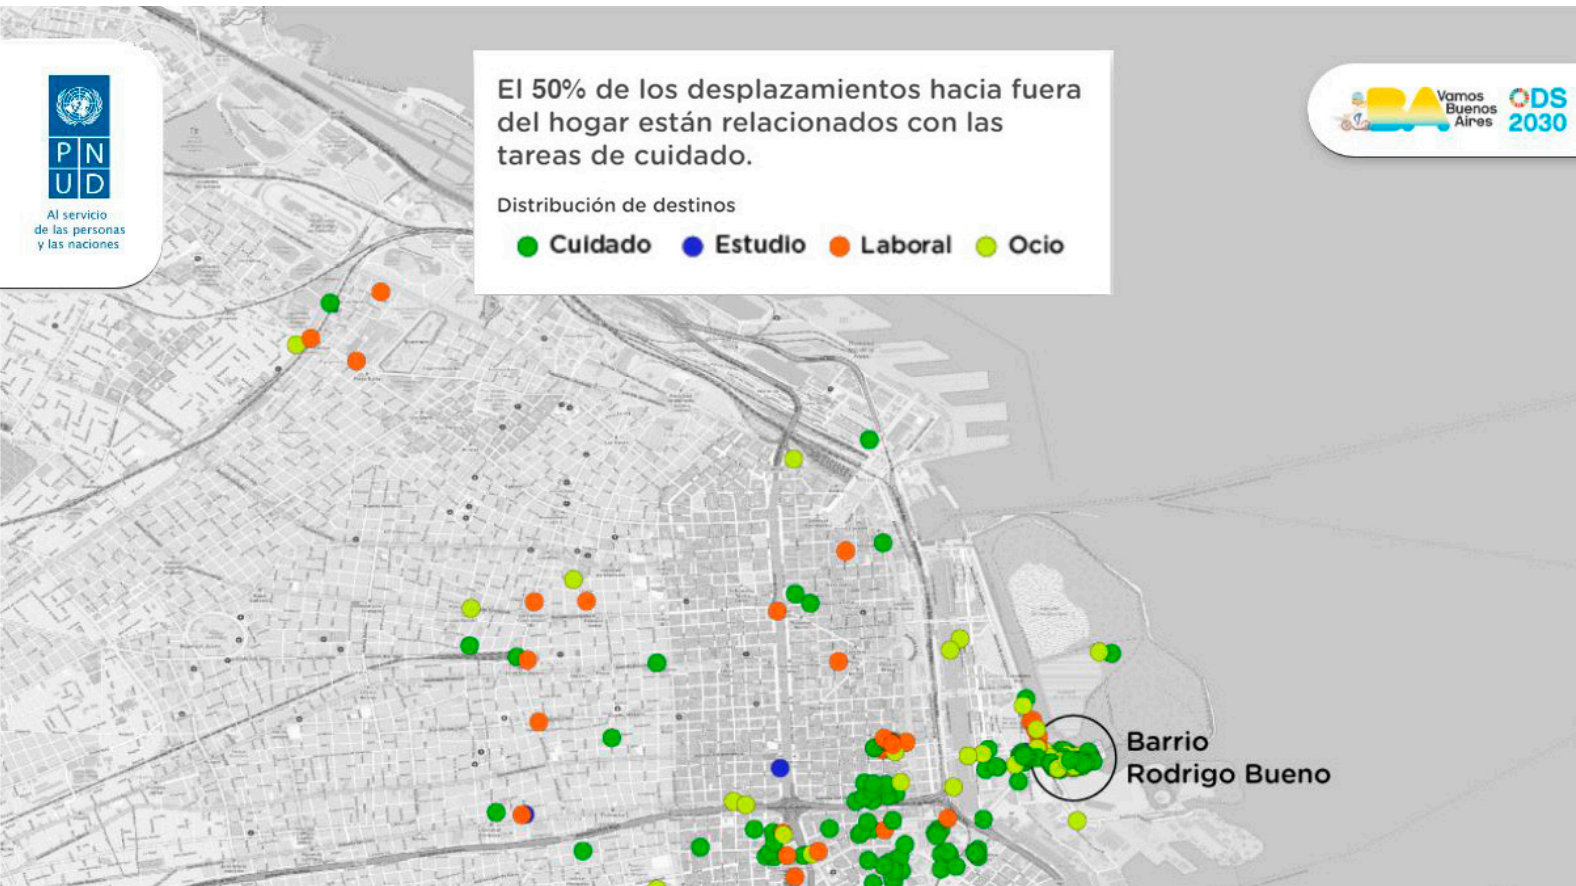 El 50% de los desplazamientos hacia fuera
del hogar están relacionados con las
tareas de cuidado.
Distribución de destinos
Cuidado Estudio Laboral Ocio
P N
U D
Al servicio
de las personas
y las naciones
BA Vamos
Buenos
Aires
ODS
2030
Barrio
Rodrigo Bueno